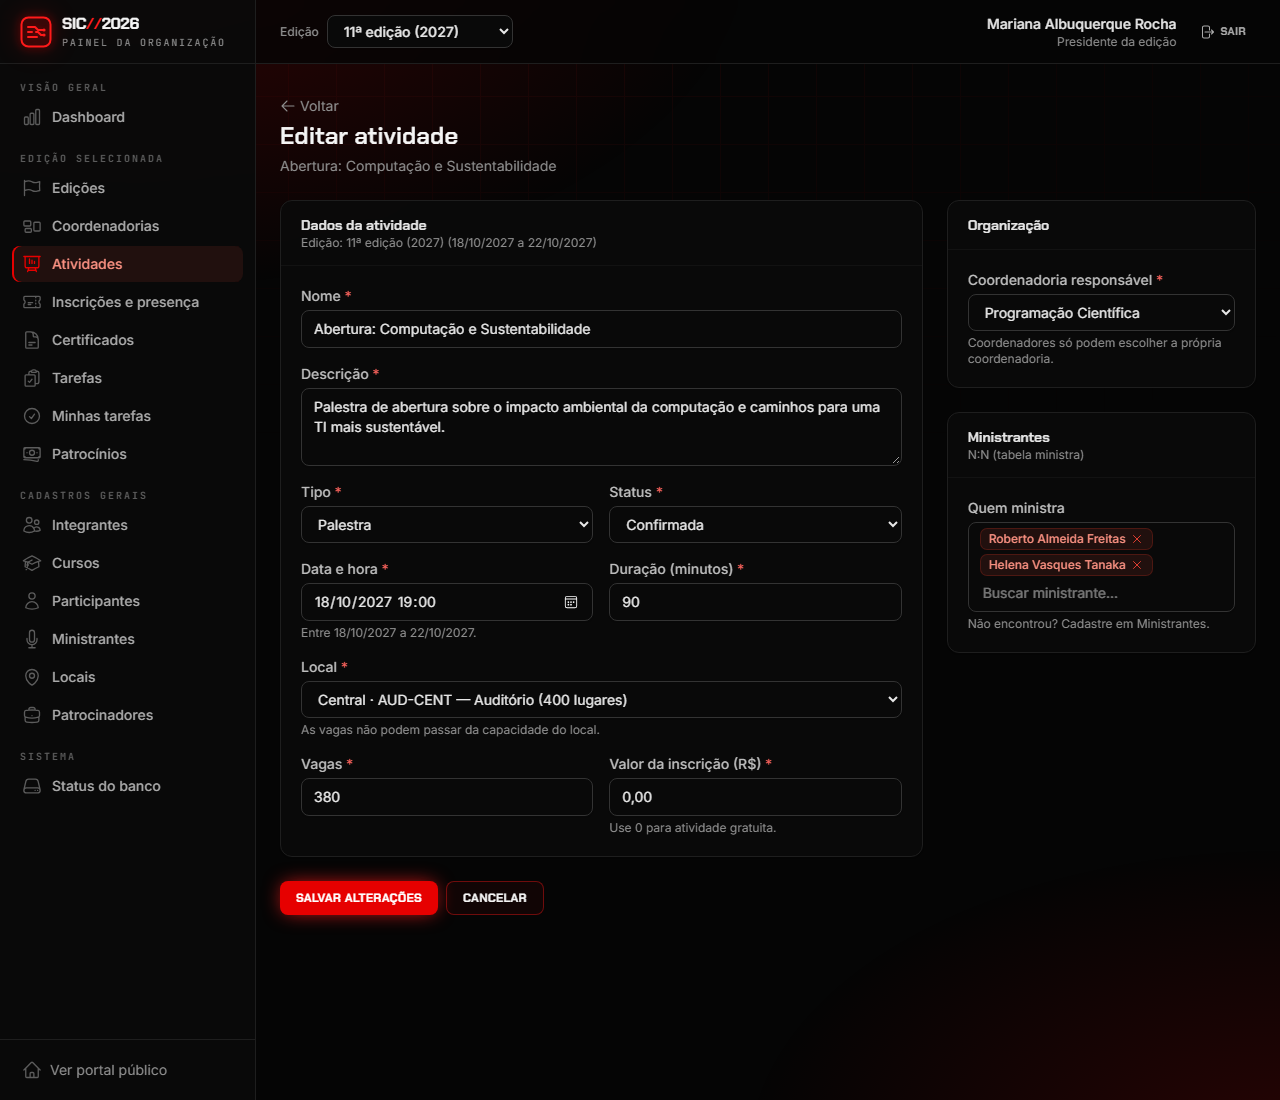 SIC//2026
PAINEL DA ORGANIZAÇÃO
Edição
11ª edição (2027)
Mariana Albuquerque Rocha
Presidente da edição
SAIR
VISÃO GERAL
Dashboard
EDIÇÃO SELECIONADA
Edições
Coordenadorias
Atividades
Inscrições e presença
Certificados
Tarefas
Minhas tarefas
Patrocínios
CADASTROS GERAIS
Integrantes
Cursos
Participantes
Ministrantes
Locais
Patrocinadores
SISTEMA
Status do banco
Ver portal público
← Voltar
Editar atividade
Abertura: Computação e Sustentabilidade
Dados da atividade
Edição: 11ª edição (2027) (18/10/2027 a 22/10/2027)
Nome *
Abertura: Computação e Sustentabilidade
Descrição *
Palestra de abertura sobre o impacto ambiental da computação e caminhos para uma
TI mais sustentável.
Tipo *
Palestra
Status *
Confirmada
Data e hora *
18/10/2027 19:00
Entre 18/10/2027 a 22/10/2027.
Duração (minutos) *
90
Local *
Central · AUD-CENT — Auditório (400 lugares)
As vagas não podem passar da capacidade do local.
Vagas *
380
Valor da inscrição (R$) *
0,00
Use 0 para atividade gratuita.
SALVAR ALTERAÇÕES
CANCELAR
Organização
Coordenadoria responsável *
Programação Científica
Coordenadores só podem escolher a própria
coordenadoria.
Ministrantes
N:N (tabela ministra)
Quem ministra
Roberto Almeida Freitas
Helena Vasques Tanaka
Buscar ministrante...
Não encontrou? Cadastre em Ministrantes.